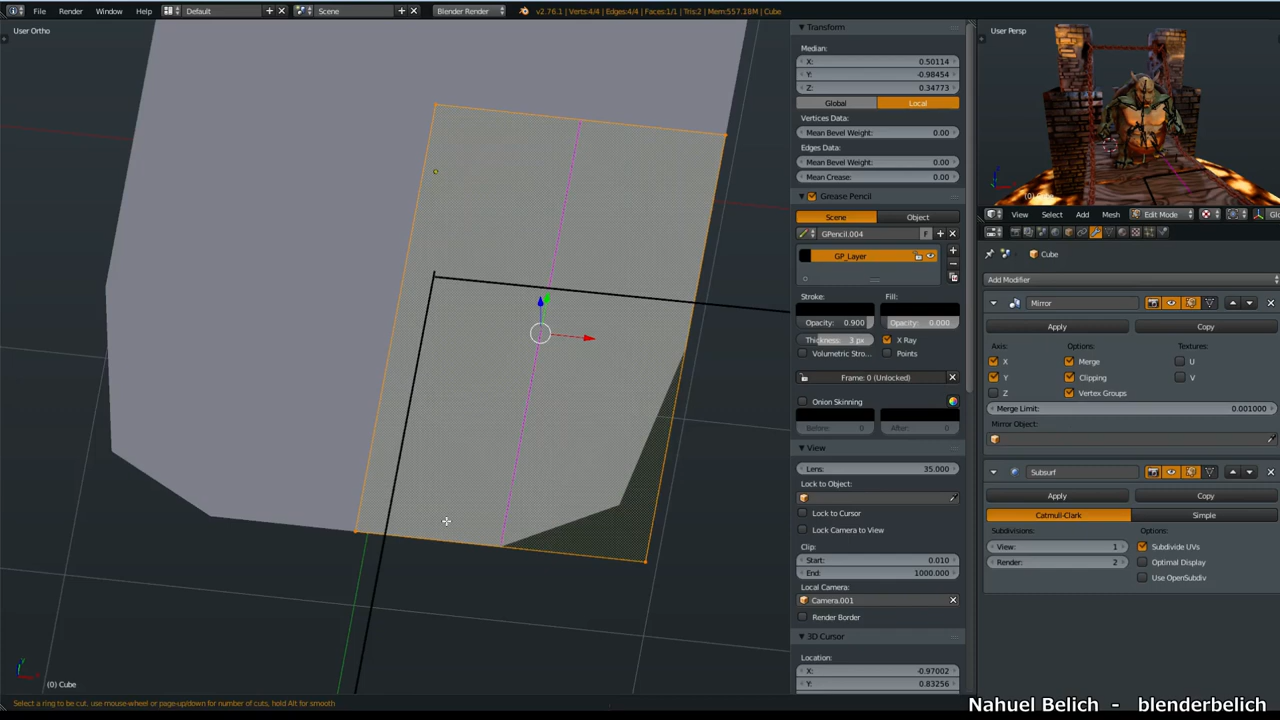 File Render Window Help Default Scene Blender Render v2.76.1 | Verts:4/4 | Edges:4/4 | Faces:1/1 | Tris:2 | Mem:557.18M | Cube
User Ortho
Transform
Median:
X: 0.50114
Y: -0.98454
Z: 0.34773
Global Local
Vertices Data:
Mean Bevel Weight: 0.00
Edges Data:
Mean Bevel Weight: 0.00
Mean Crease: 0.00
Grease Pencil
Scene Object
GPencil.004 F
GP_Layer
Stroke: Fill:
Opacity: 0.900 Opacity: 0.000
Thickness: 3 px X Ray
Volumetric Stro... Points
Frame: 0 (Unlocked)
Onion Skinning
Before: 0 After: 0
View
Lens: 35.000
Lock to Object:
Lock to Cursor
Lock Camera to View
Clip:
Start: 0.010
End: 1000.000
Local Camera:
Camera.001
Render Border
3D Cursor
Location:
X: -0.97002
Y: 0.83256
User Persp
View Select Add Mesh Edit Mode
Cube
Add Modifier
Mirror
Apply Copy
Axis: Options: Textures:
X Merge U
Y Clipping V
Z Vertex Groups
Merge Limit: 0.001000
Mirror Object:
Subsurf
Apply Copy
Catmull-Clark Simple
Subdivisions: Options:
View: 1 Subdivide UVs
Render: 2 Optimal Display
Use OpenSubdiv
(0) Cube
Select a ring to be cut, use mouse-wheel or page-up/down for number of cuts, hold Alt for smooth
Nahuel Belich - blenderbelich